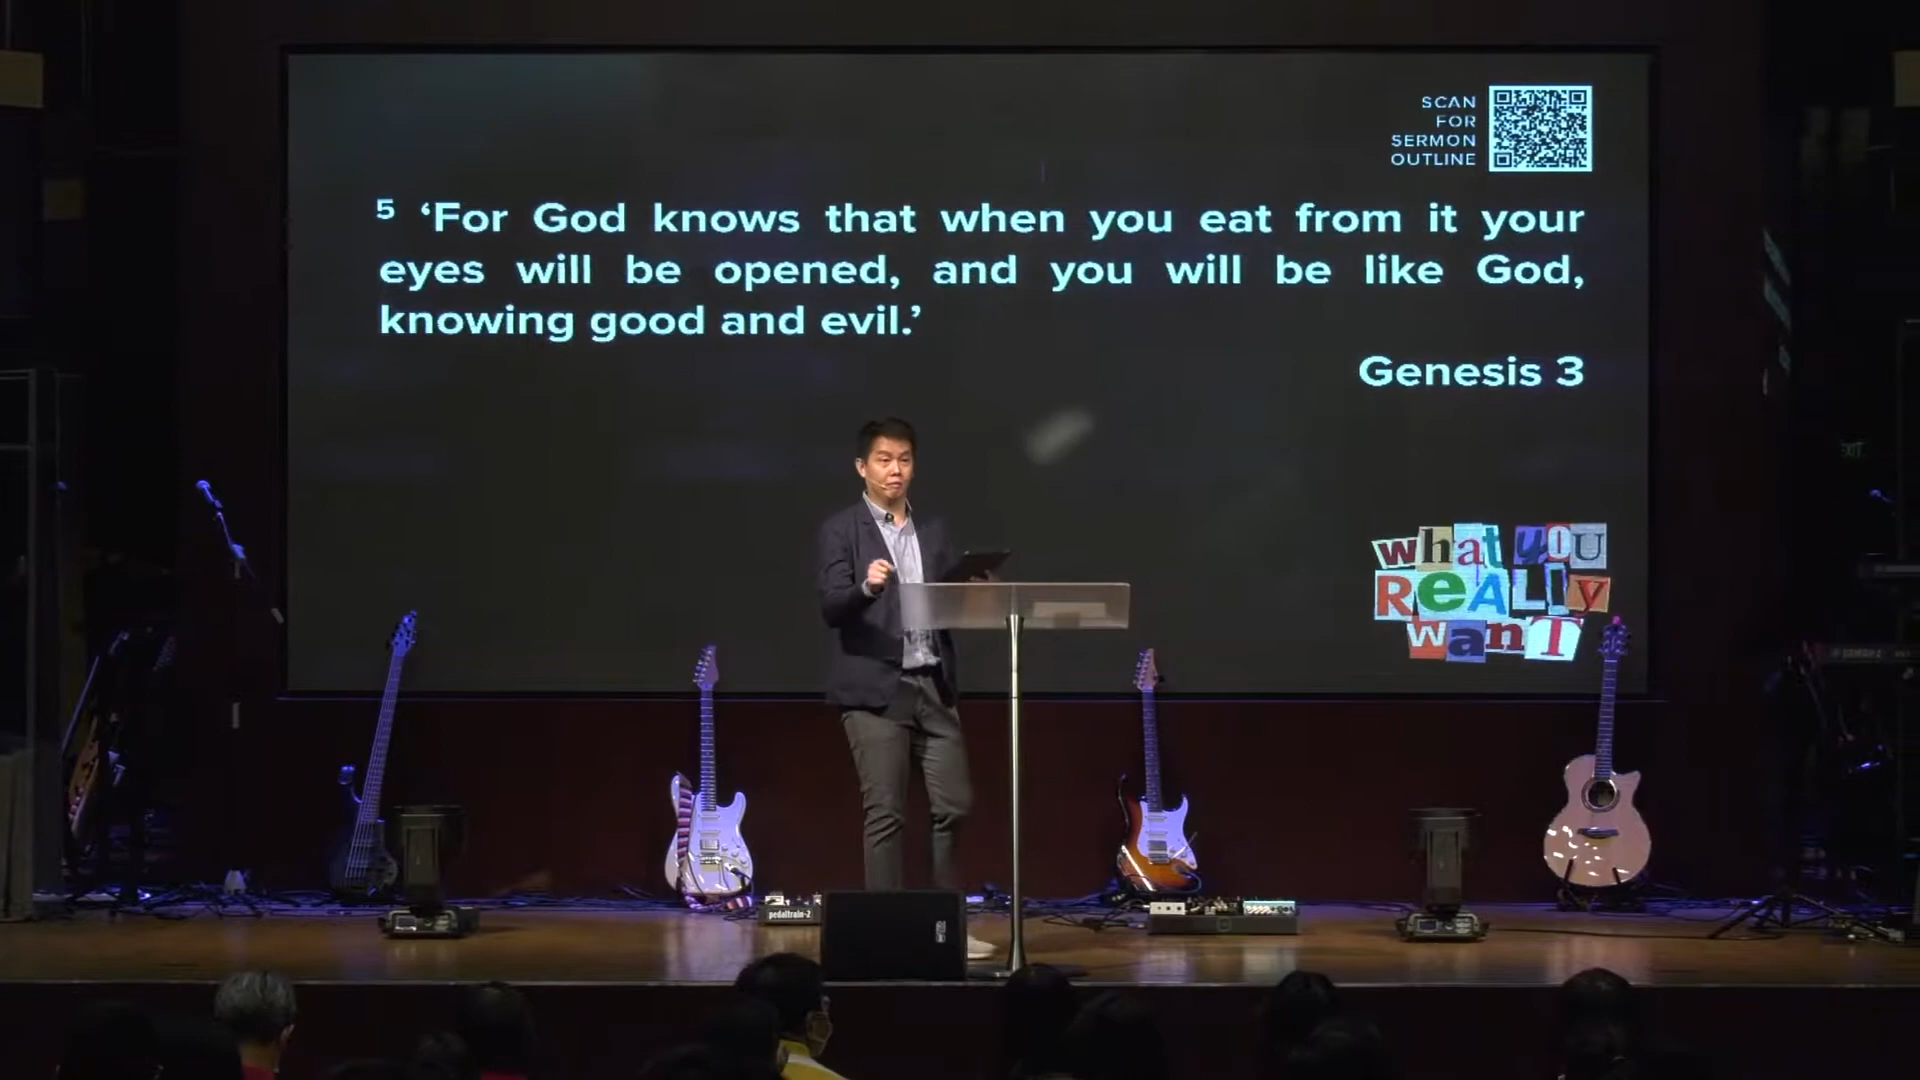 SCAN
FOR
SERMON
OUTLINE
5 ‘For God knows that when you eat from it your
eyes will be opened, and you will be like God,
knowing good and evil.’
Genesis 3
what you
ReALly
wanT
pedaltrain-2